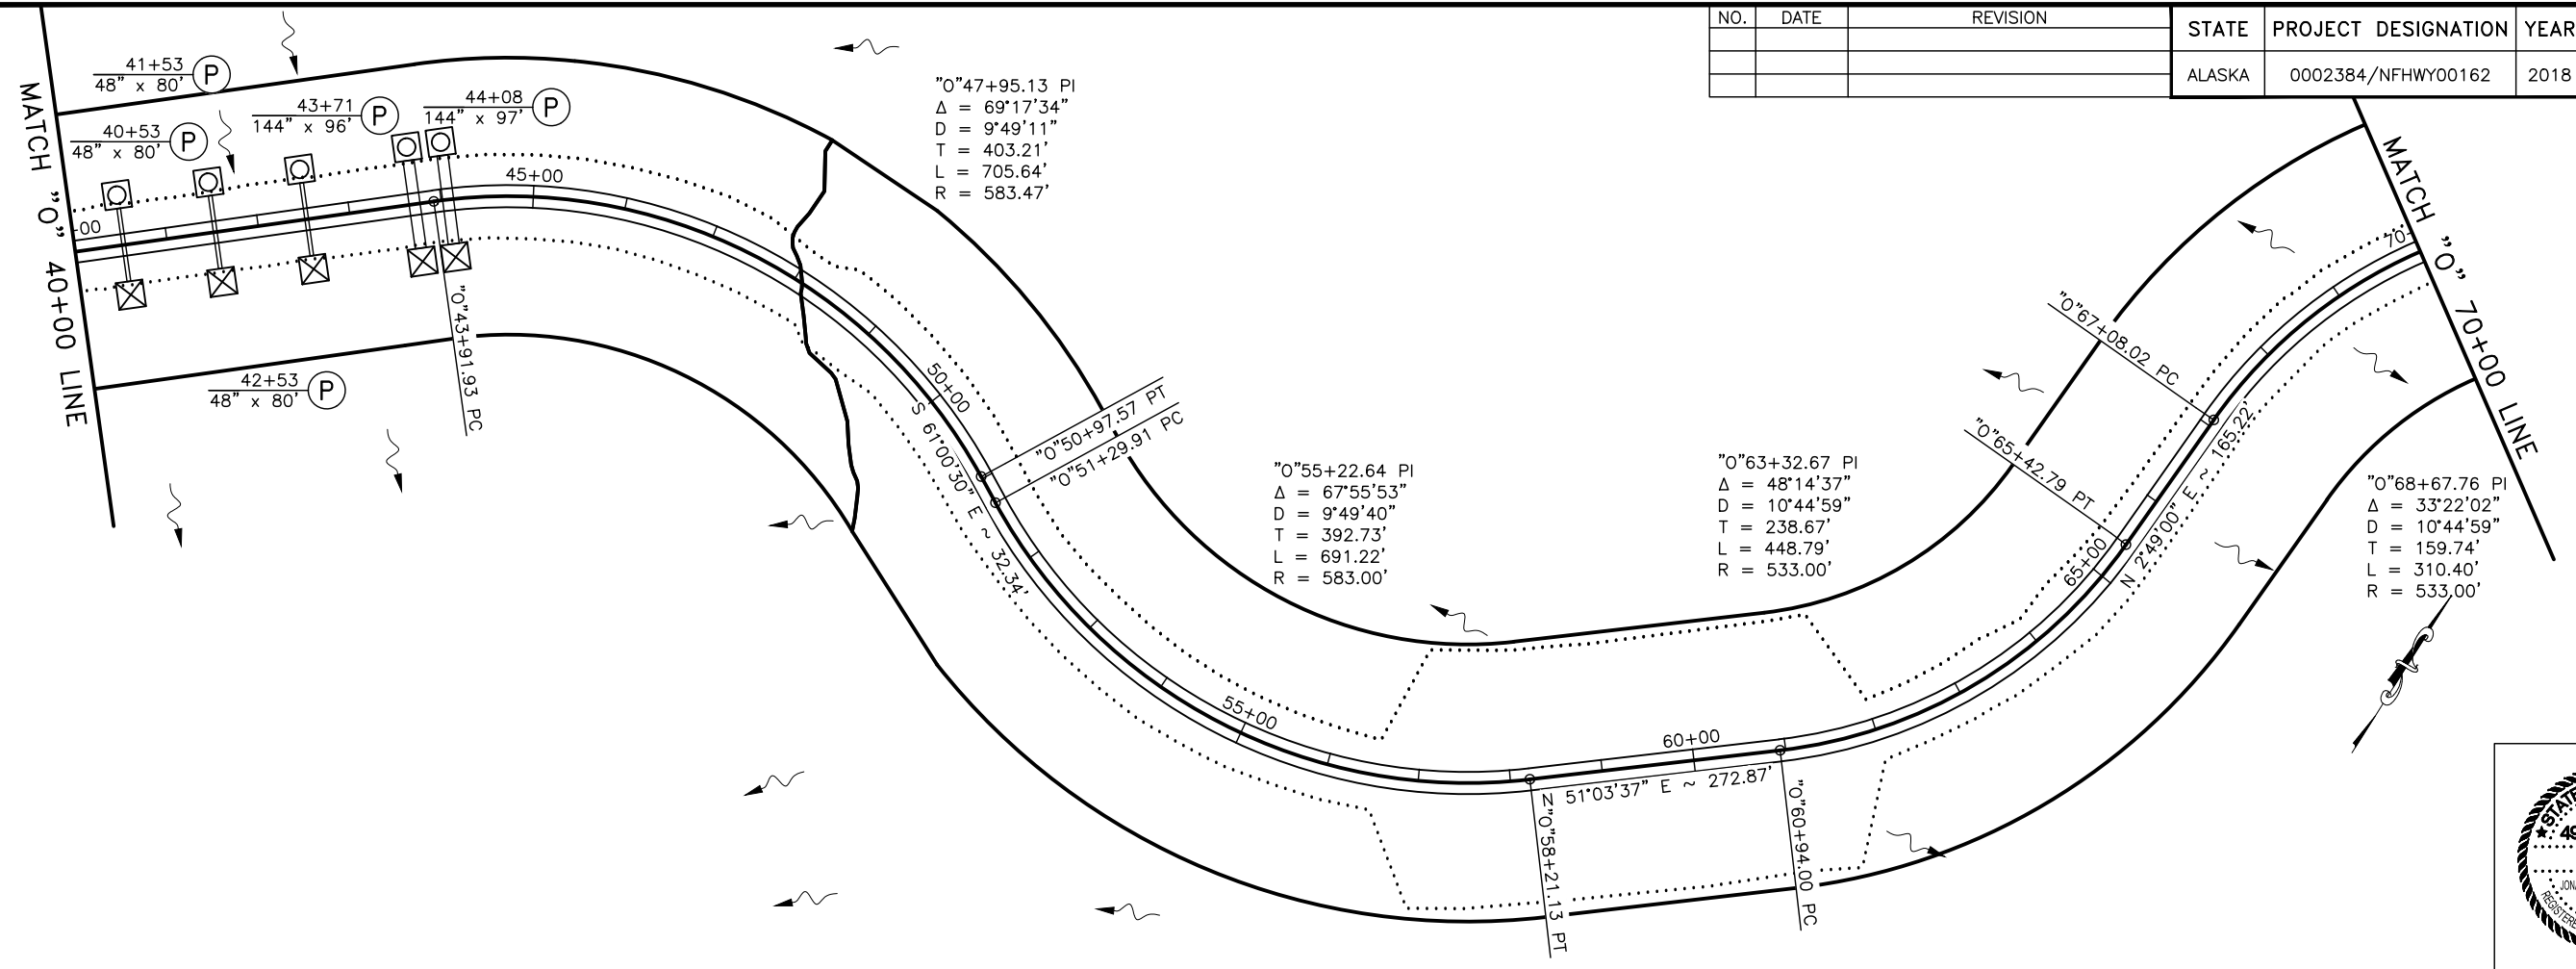 NO. DATE REVISION
STATE PROJECT DESIGNATION YEAR
ALASKA 0002384/NFHWY00162 2018
MATCH "O" 40+00 LINE
41+53
48" x 80' P
40+53
48" x 80' P
43+71
144" x 96' P
44+08
144" x 97' P
42+53
48" x 80' P
00
45+00
"O"43+91.93 PC
"O"47+95.13 PI
Δ = 69°17'34"
D = 9°49'11"
T = 403.21'
L = 705.64'
R = 583.47'
50+00
S 61°00'30" E ~ 32.34'
"O"50+97.57 PT
"O"51+29.91 PC
55+00
"O"55+22.64 PI
Δ = 67°55'53"
D = 9°49'40"
T = 392.73'
L = 691.22'
R = 583.00'
N 51°03'37" E ~ 272.87'
"O"58+21.13 PT
60+00
"O"60+94.00 PC
"O"63+32.67 PI
Δ = 48°14'37"
D = 10°44'59"
T = 238.67'
L = 448.79'
R = 533.00'
65+00
"O"65+42.79 PT
N 2°49'00" E ~ 165.22'
"O"67+08.02 PC
70
"O"68+67.76 PI
Δ = 33°22'02"
D = 10°44'59"
T = 159.74'
L = 310.40'
R = 533.00'
MATCH "O" 70+00 LINE
STATE
49
JON
REGISTERE